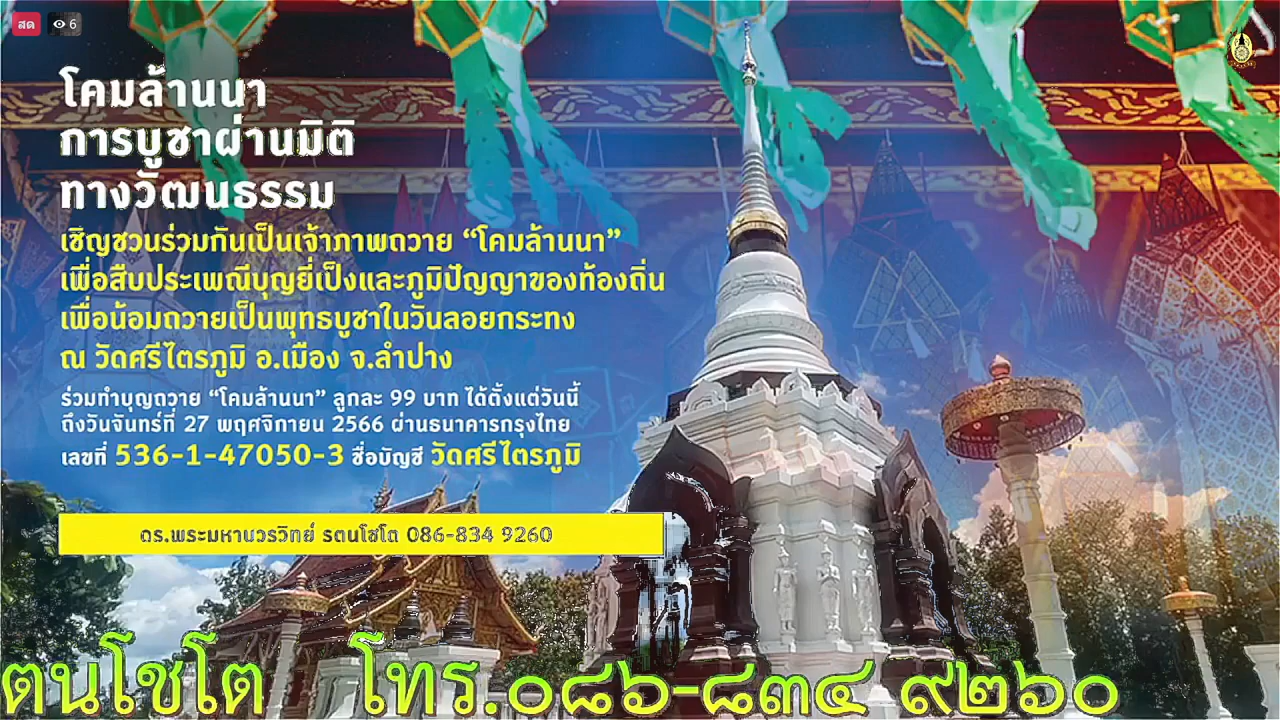 สด 6
โคมล้านนา
การบูชาผ่านมิติ
ทางวัฒนธรรม
เชิญชวนร่วมกันเป็นเจ้าภาพถวาย “โคมล้านนา”
เพื่อสืบประเพณีบุญยี่เป็งและภูมิปัญญาของท้องถิ่น
เพื่อน้อมถวายเป็นพุทธบูชาในวันลอยกระทง
ณ วัดศรีไตรภูมิ อ.เมือง จ.ลำปาง
ร่วมทำบุญถวาย “โคมล้านนา” ลูกละ 99 บาท ได้ตั้งแต่วันนี้
ถึงวันจันทร์ที่ 27 พฤศจิกายน 2566 ผ่านธนาคารกรุงไทย
เลขที่ 536-1-47050-3 ชื่อบัญชี วัดศรีไตรภูมิ
ดร.พระมหาบวรวิทย์ รตนโชโต 086-834 9260
ตนโชโต โทร.๐๘๖-๘๓๔ ๙๒๖๐